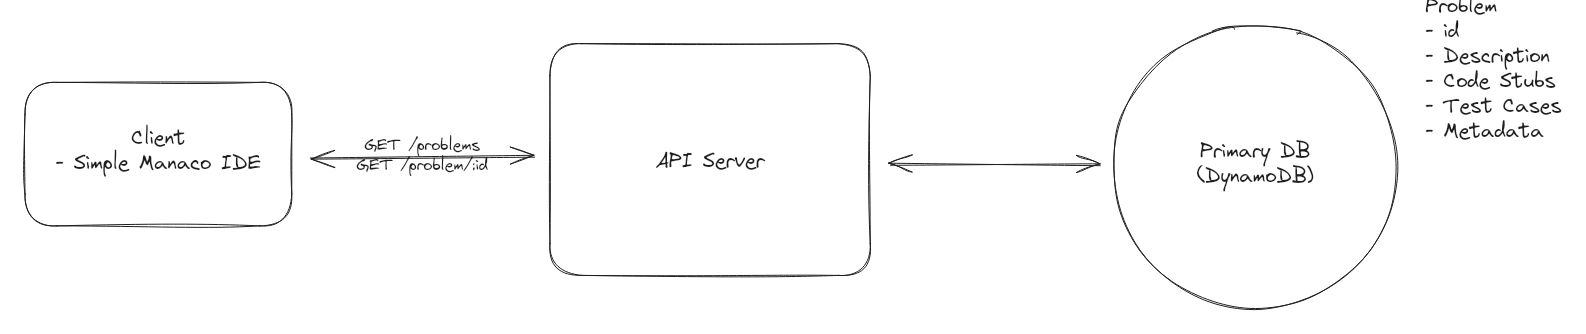 Client
- Simple Manaco IDE
GET /problems
GET /problem/:id
API Server
Primary DB
(DynamoDB)
Problem
- id
- Description
- Code Stubs
- Test Cases
- Metadata